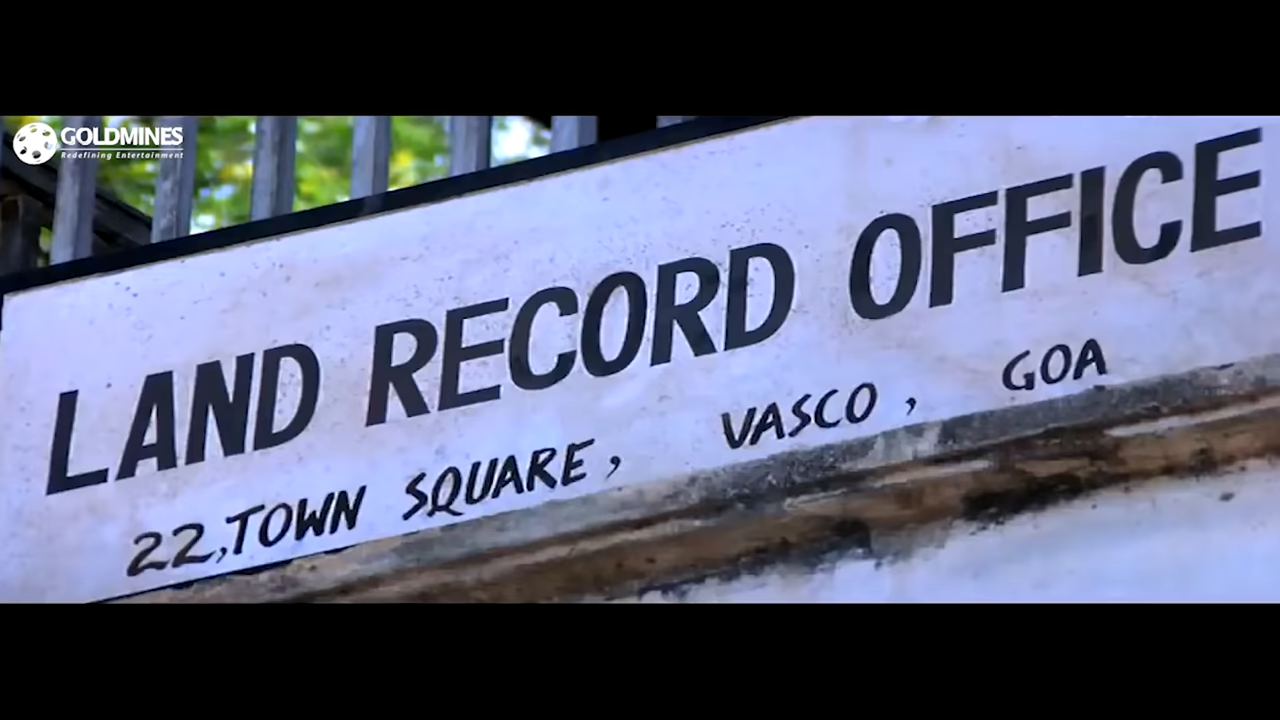 GOLDMINES
Redefining Entertainment
LAND RECORD OFFICE
22, TOWN SQUARE, VASCO, GOA